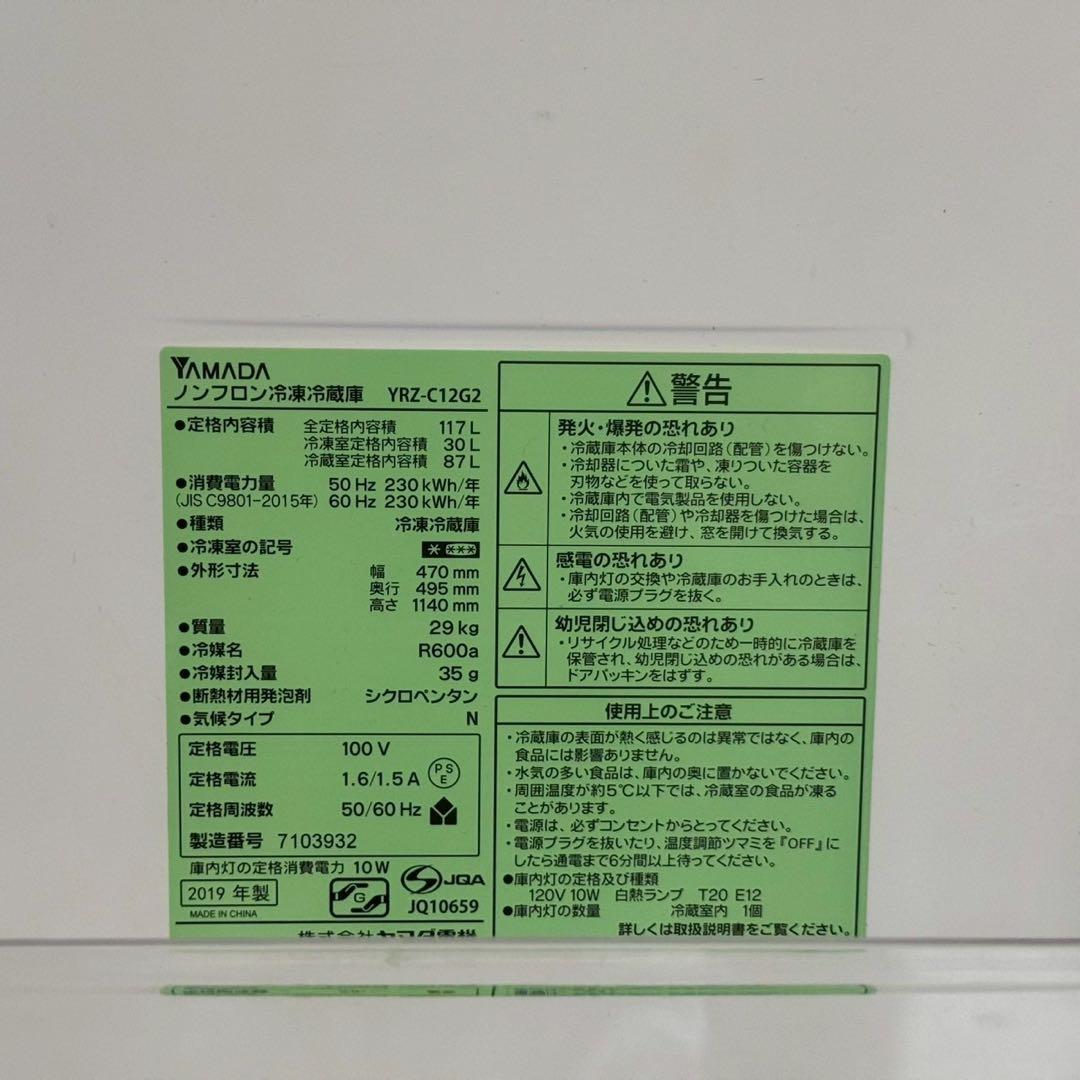 YAMADA
ノンフロン冷凍冷蔵庫 YRZ-C12G2
●定格内容積 全定格内容積 117 L
冷凍室定格内容積 30 L
冷蔵室定格内容積 87 L
●消費電力量 50 Hz 230 kWh/年
(JIS C9801-2015年) 60 Hz 230 kWh/年
●種類 冷凍冷蔵庫
●冷凍室の記号
●外形寸法 幅 470 mm
奥行 495 mm
高さ 1140 mm
●質量 29 kg
●冷媒名 R600a
●冷媒封入量 35 g
●断熱材用発泡剤 シクロペンタン
●気候タイプ N
定格電圧 100 V
定格電流 1.6/1.5 A
PS
E
定格周波数 50/60 Hz
製造番号 7103932
庫内灯の定格消費電力 10 W
2019 年製
MADE IN CHINA
G
JQA
JQ10659
株式会社ヤマダ電機
警告
発火・爆発の恐れあり
・冷蔵庫本体の冷却回路(配管)を傷つけない。
・冷却器についた霜や、凍りついた容器を
刃物などを使って取らない。
・冷蔵庫内で電気製品を使用しない。
・冷却回路(配管)や冷却器を傷つけた場合は、
火気の使用を避け、窓を開けて換気する。
感電の恐れあり
・庫内灯の交換や冷蔵庫のお手入れのときは、
必ず電源プラグを抜く。
幼児閉じ込めの恐れあり
・リサイクル処理などのため一時的に冷蔵庫を
保管され、幼児閉じ込めの恐れがある場合は、
ドアパッキンをはずす。
使用上のご注意
・冷蔵庫の表面が熱く感じるのは異常ではなく、庫内の
食品には影響ありません。
・水気の多い食品は、庫内の奥に置かないでください。
・周囲温度が約5℃以下では、冷蔵室の食品が凍る
ことがあります。
・電源は、必ずコンセントからとってください。
・電源プラグを抜いたり、温度調節ツマミを『OFF』に
したら通電まで6分間以上待ってください。
●庫内灯の定格及び種類
120V 10W 白熱ランプ T20 E12
●庫内灯の数量 冷蔵室内 1個
詳しくは取扱説明書をご覧ください。